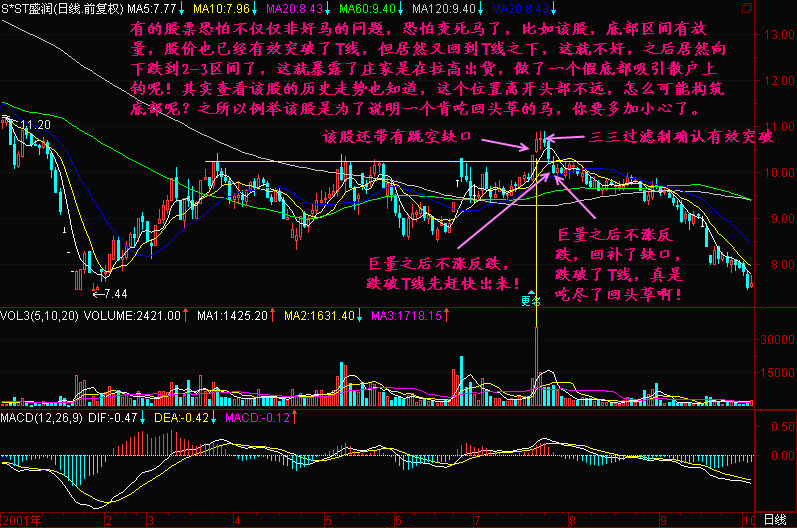 S*ST盛润(日线.前复权) MA5:7.77↓ MA10:7.96↓ MA20:8.43↓ MA60:9.40↓ MA120:9.40↓ MA20:8.43↓
有的股票恐怕不仅仅非好马的问题，恐怕变死马了，比如该股，底部区间有放
量，股价也已经有效突破了T线，但居然又回到T线之下，这就不好，之后居然向
下跌到2-3区间了，这就暴露了庄家是在拉高出货，做了一个假底部吸引散户上
钩呢！其实查看该股的历史走势也知道，这个位置离开头部不远，怎么可能构筑
底部呢？之所以例举该股是为了说明一个肯吃回头草的马，你要多加小心了。
13.00
12.00
11.00
10.00
9.00
8.00
←11.20
该股还带有跳空缺口
三三过滤制确认有效突破
巨量之后不涨反跌，
跌破T线先赶快出来！
巨量之后不涨反
跌，回补了缺口，
跌破了T线，真是
吃尽了回头草啊！
←7.44
更名
VOL3(5,10,20) VOLUME:2421.00↑ MA1:1425.20↑ MA2:1631.40↓ MA3:1718.15↑
30000
15000
MACD(12,26,9) DIF:-0.47↓ DEA:-0.42↓ MACD:-0.12↑
0.50
0.00
2001年 2 3 4 5 6 7 8 9 10 日线